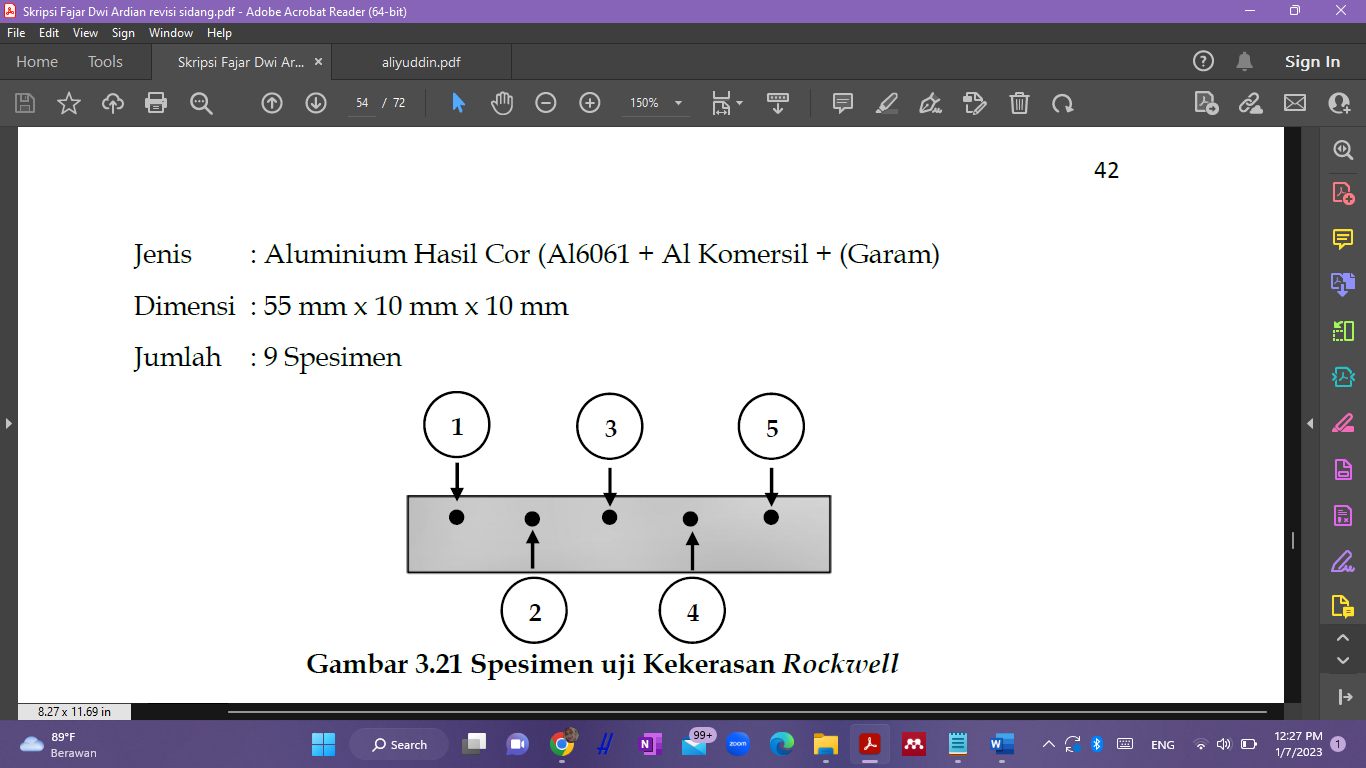 Skripsi Fajar Dwi Ardian revisi sidang.pdf - Adobe Acrobat Reader (64-bit)
File Edit View Sign Window Help
Home Tools Skripsi Fajar Dwi Ar... × aliyuddin.pdf Sign In
54 / 72 150%
42
Jenis : Aluminium Hasil Cor (Al6061 + Al Komersil + (Garam)
Dimensi : 55 mm x 10 mm x 10 mm
Jumlah : 9 Spesimen
1 3 5
2 4
Gambar 3.21 Spesimen uji Kekerasan Rockwell
8.27 x 11.69 in
89°F
Berawan
Search
N
99+
zoom
W
ENG
12:27 PM
1/7/2023
1